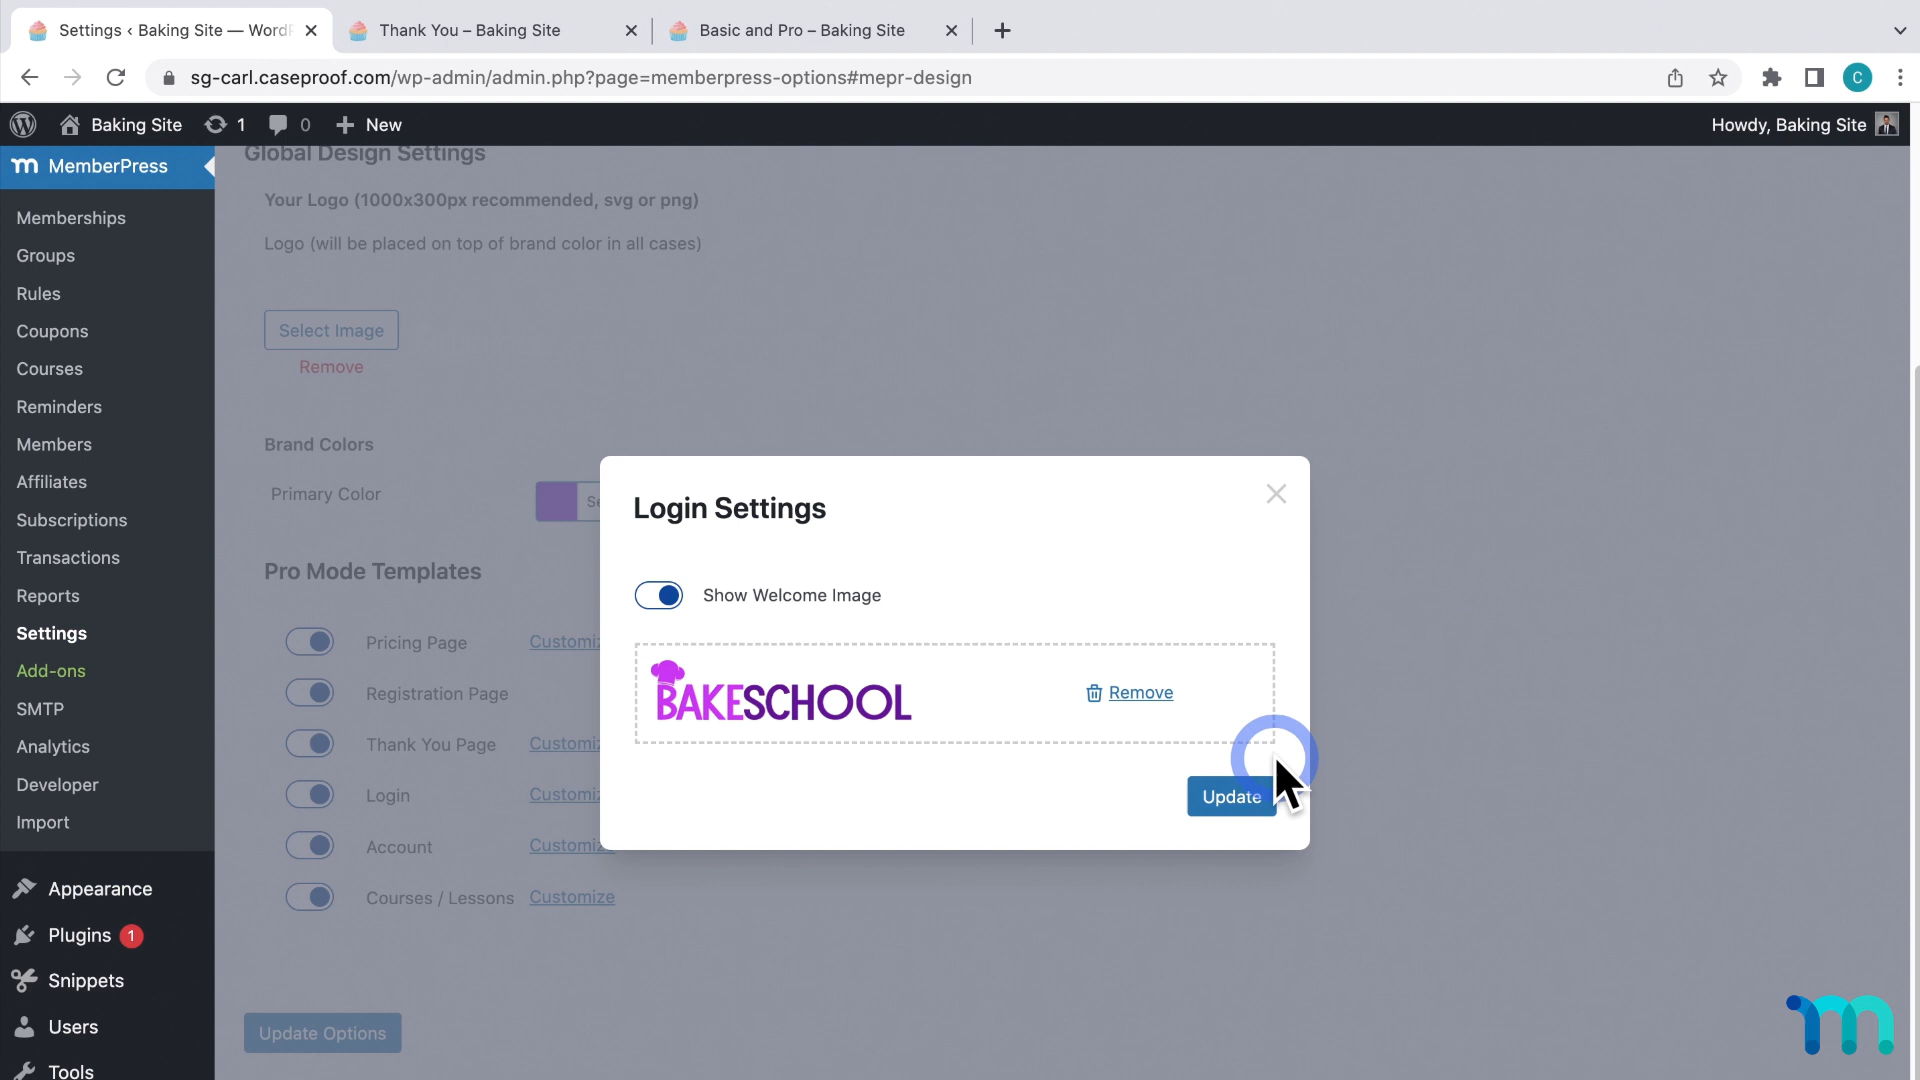 Settings ‹ Baking Site — WordP
Thank You – Baking Site
Basic and Pro – Baking Site
sg-carl.caseproof.com/wp-admin/admin.php?page=memberpress-options#mepr-design
C
Baking Site
1
0
New
Howdy, Baking Site
MemberPress
Memberships
Groups
Rules
Coupons
Courses
Reminders
Members
Affiliates
Subscriptions
Transactions
Reports
Settings
Add-ons
SMTP
Analytics
Developer
Import
Appearance
Plugins 1
Snippets
Users
Tools
Global Design Settings
Your Logo (1000x300px recommended, svg or png)
Logo (will be placed on top of brand color in all cases)
Select Image
Remove
Brand Colors
Primary Color
Se
Pro Mode Templates
Pricing Page Customiz
Registration Page
Thank You Page Customiz
Login Customiz
Account Customiz
Courses / Lessons Customize
Update Options
Login Settings
Show Welcome Image
BAKESCHOOL
Remove
Update